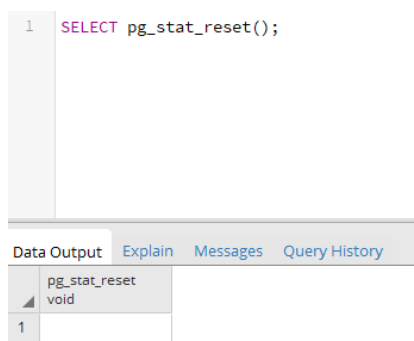 1 SELECT pg_stat_reset();
Data Output Explain Messages Query History
pg_stat_reset
void
1